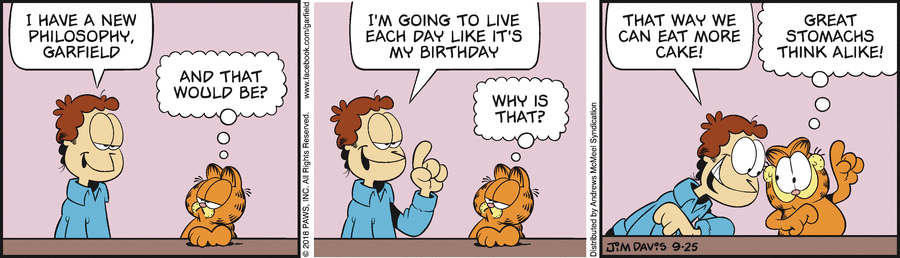 I HAVE A NEW
PHILOSOPHY,
GARFIELD
AND THAT
WOULD BE?
© 2018 PAWS, INC. All Rights Reserved.
www.facebook.com/garfield
I'M GOING TO LIVE
EACH DAY LIKE IT'S
MY BIRTHDAY
WHY IS
THAT?
Distributed by Andrews McMeel Syndication
THAT WAY WE
CAN EAT MORE
CAKE!
GREAT
STOMACHS
THINK ALIKE!
JIM DAVIS 9-25